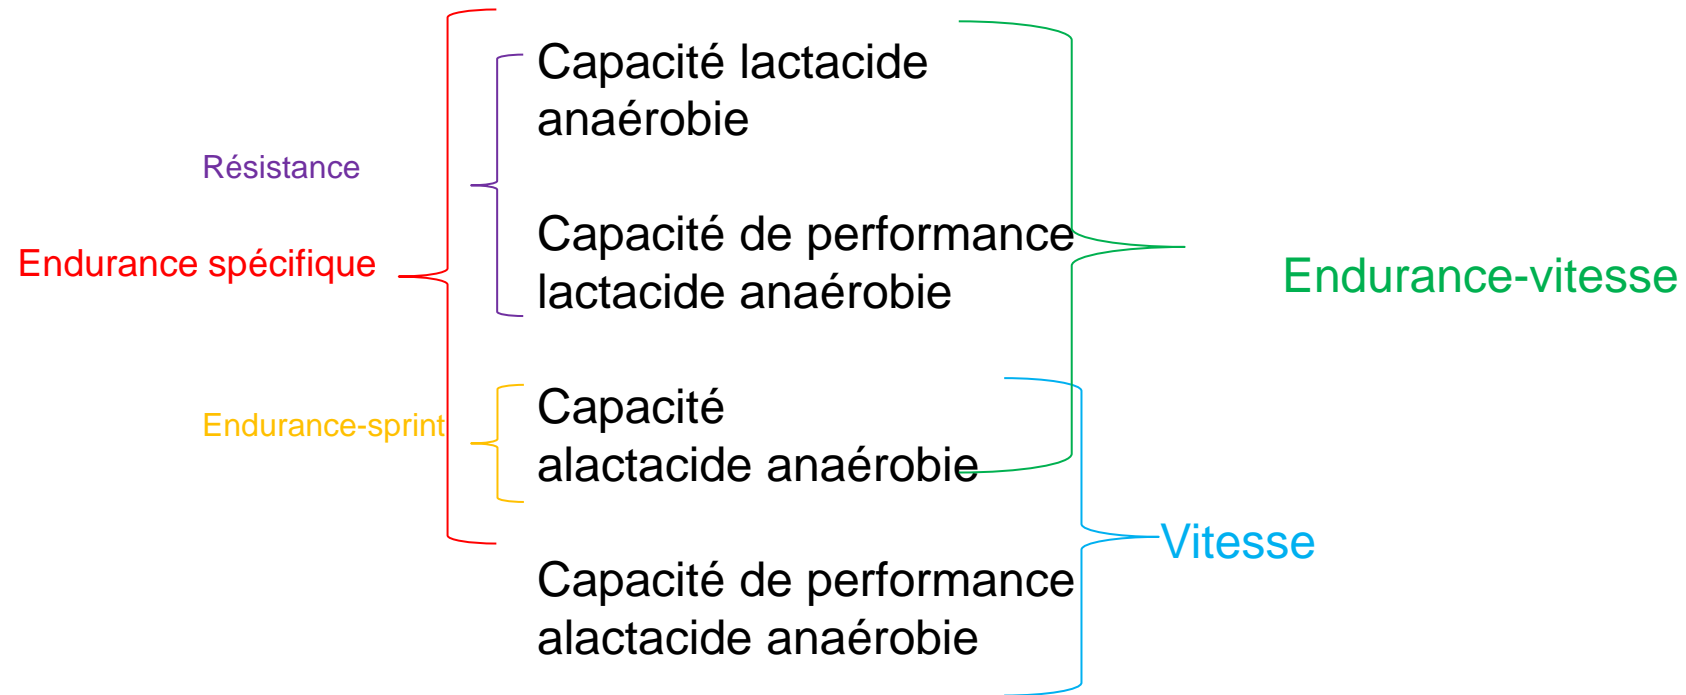 Capacité lactacide
anaérobie
Résistance
Capacité de performance
lactacide anaérobie
Endurance spécifique
Endurance-vitesse
Capacité
alactacide anaérobie
Endurance-sprint
Vitesse
Capacité de performance
alactacide anaérobie